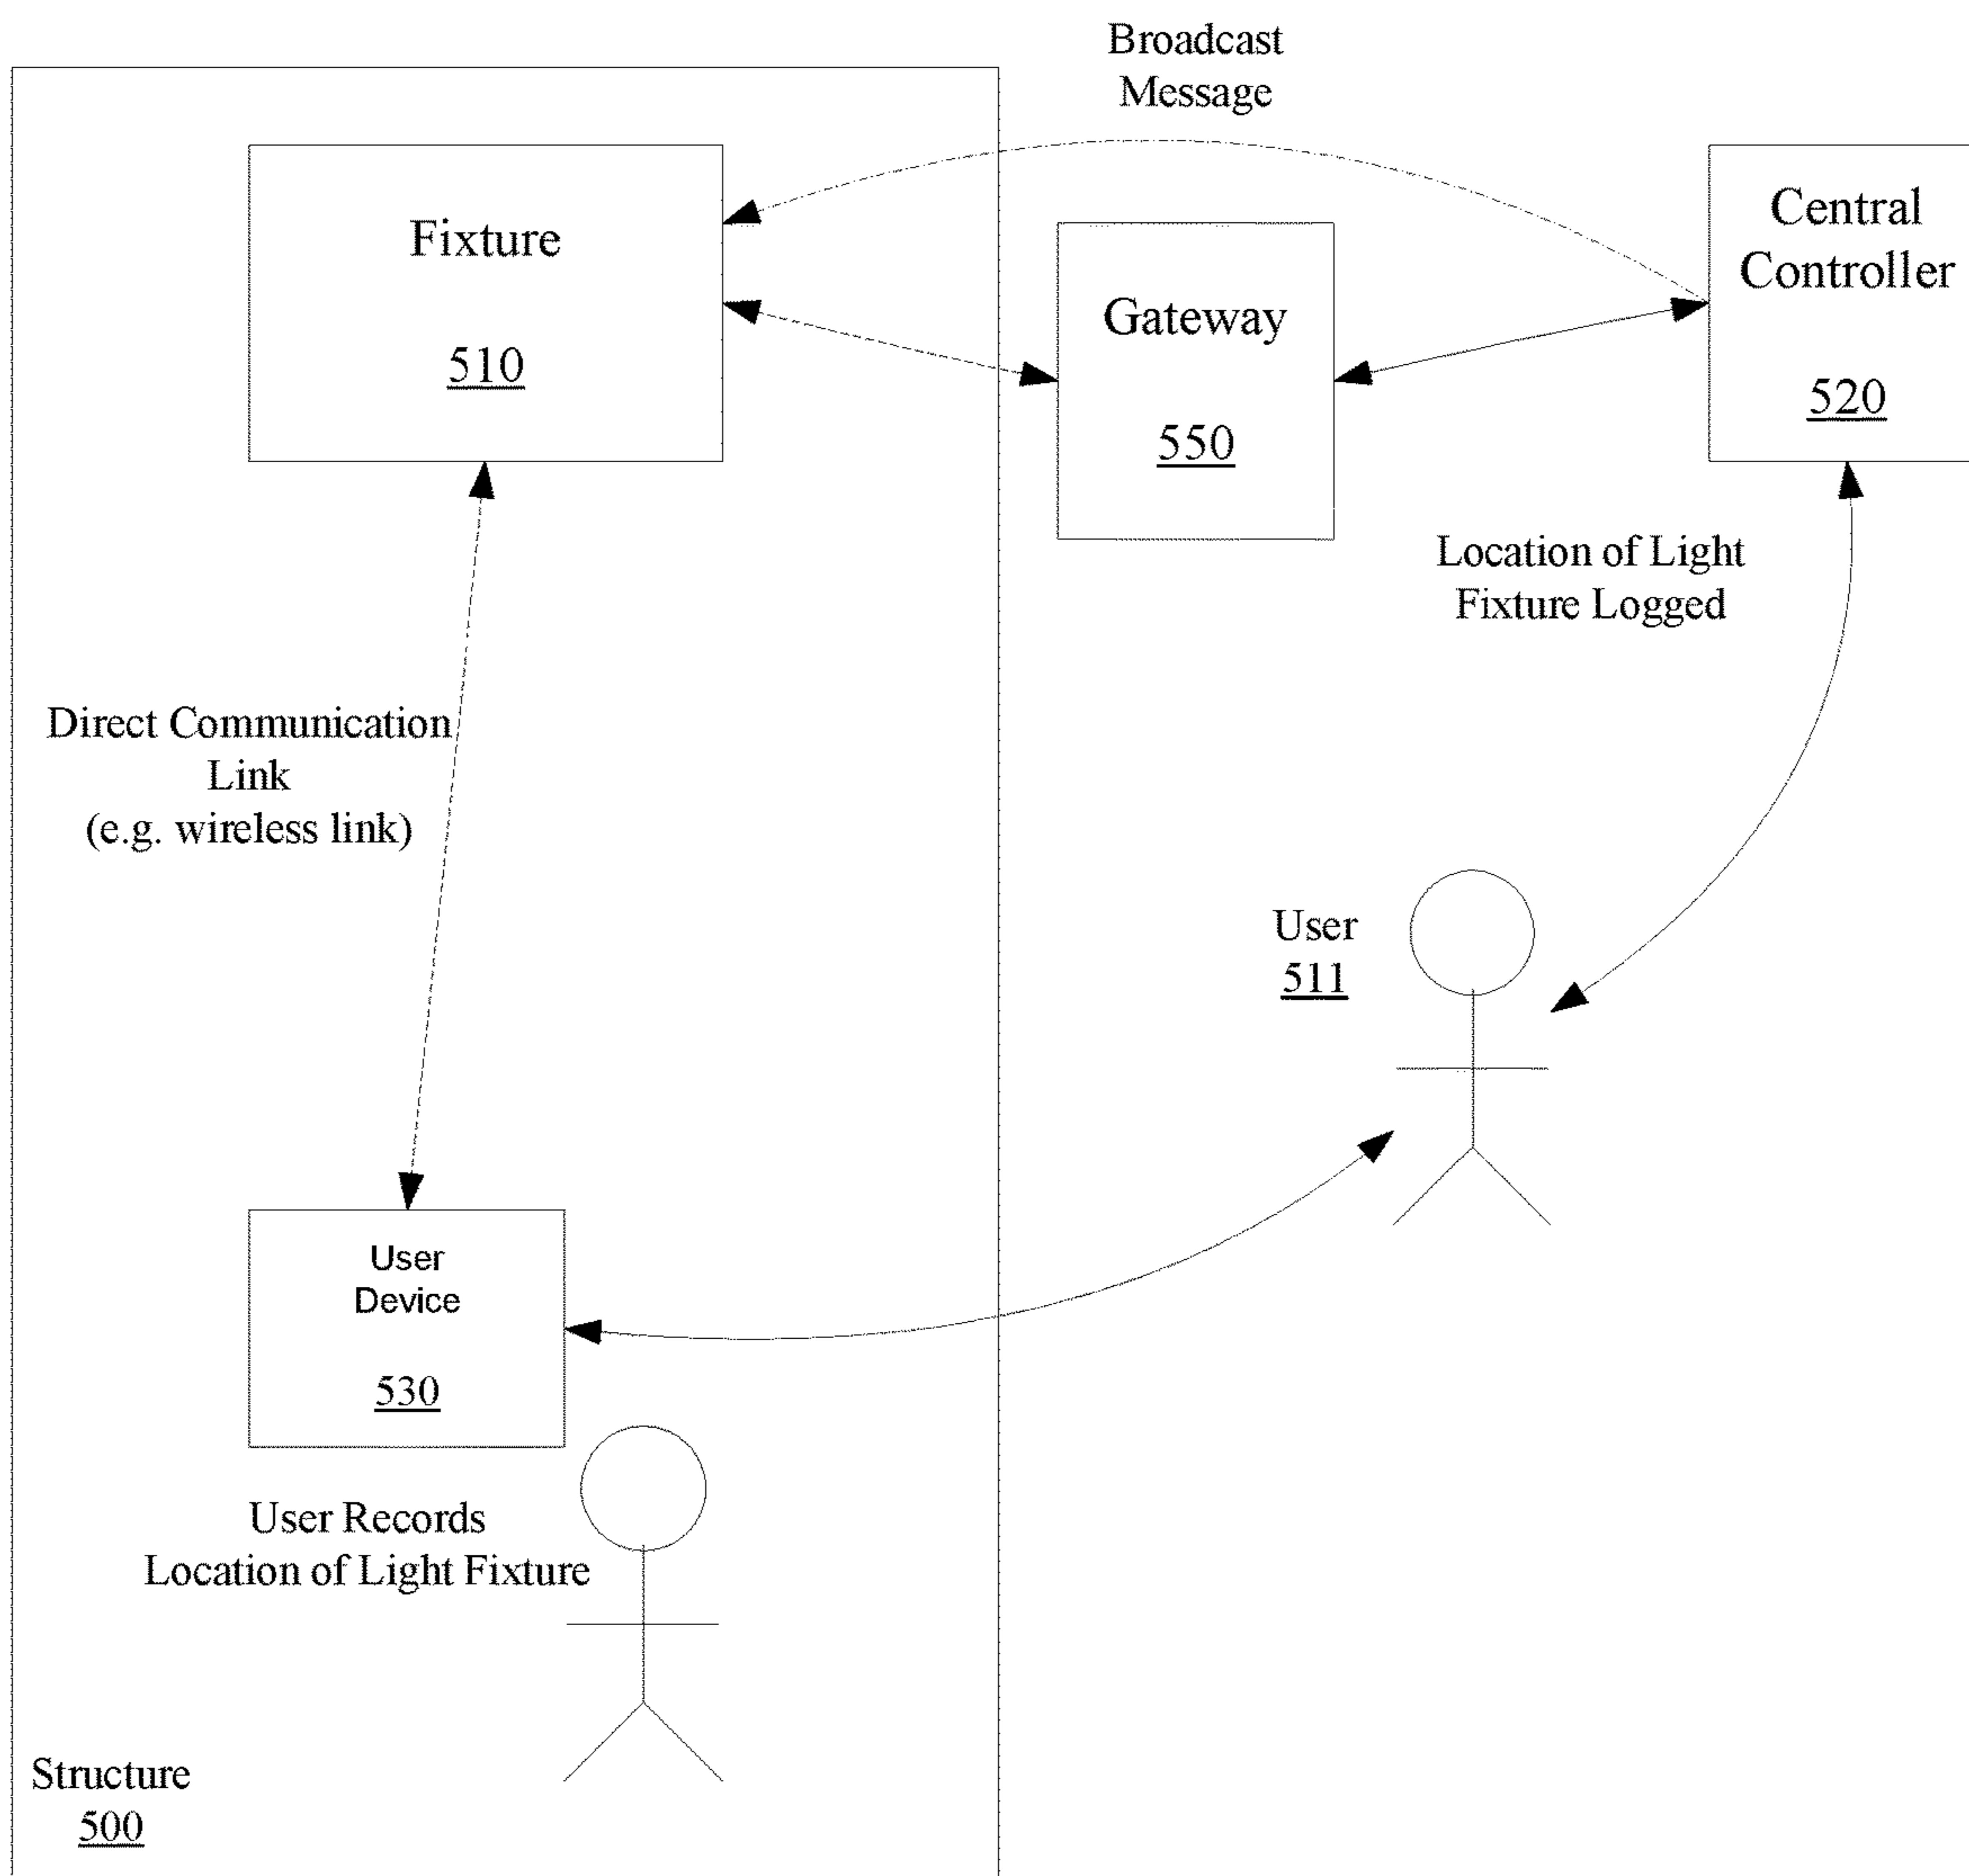 Broadcast
Message
Fixture
510
Gateway
550
Central
Controller
520
Location of Light
Fixture Logged
Direct Communication
Link
(e.g. wireless link)
User
511
User
Device
530
User Records
Location of Light Fixture
Structure
500